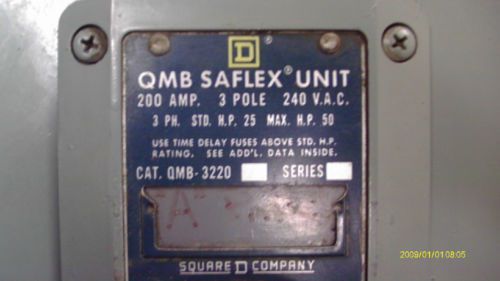 D
QMB SAFLEX® UNIT
200 AMP. 3 POLE 240 V.A.C.
3 PH. STD. H.P. 25 MAX. H.P. 50
USE TIME DELAY FUSES ABOVE STD. H.P.
RATING. SEE ADD'L. DATA INSIDE.
CAT. QMB-3220 SERIES
"A"
SQUARE D COMPANY
2009/01/01 08:05